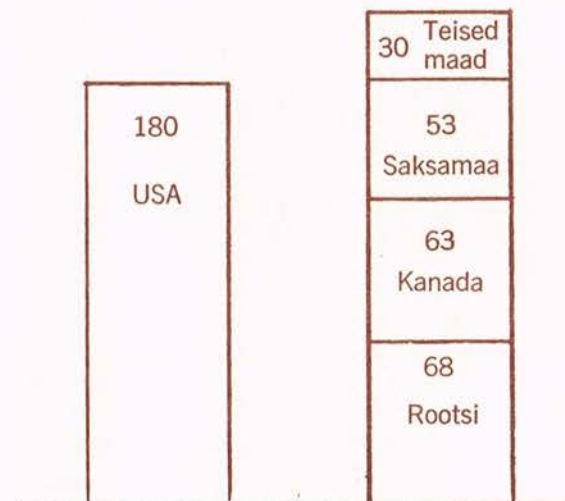 180
USA
30 Teised
maad
53
Saksamaa
63
Kanada
68
Rootsi